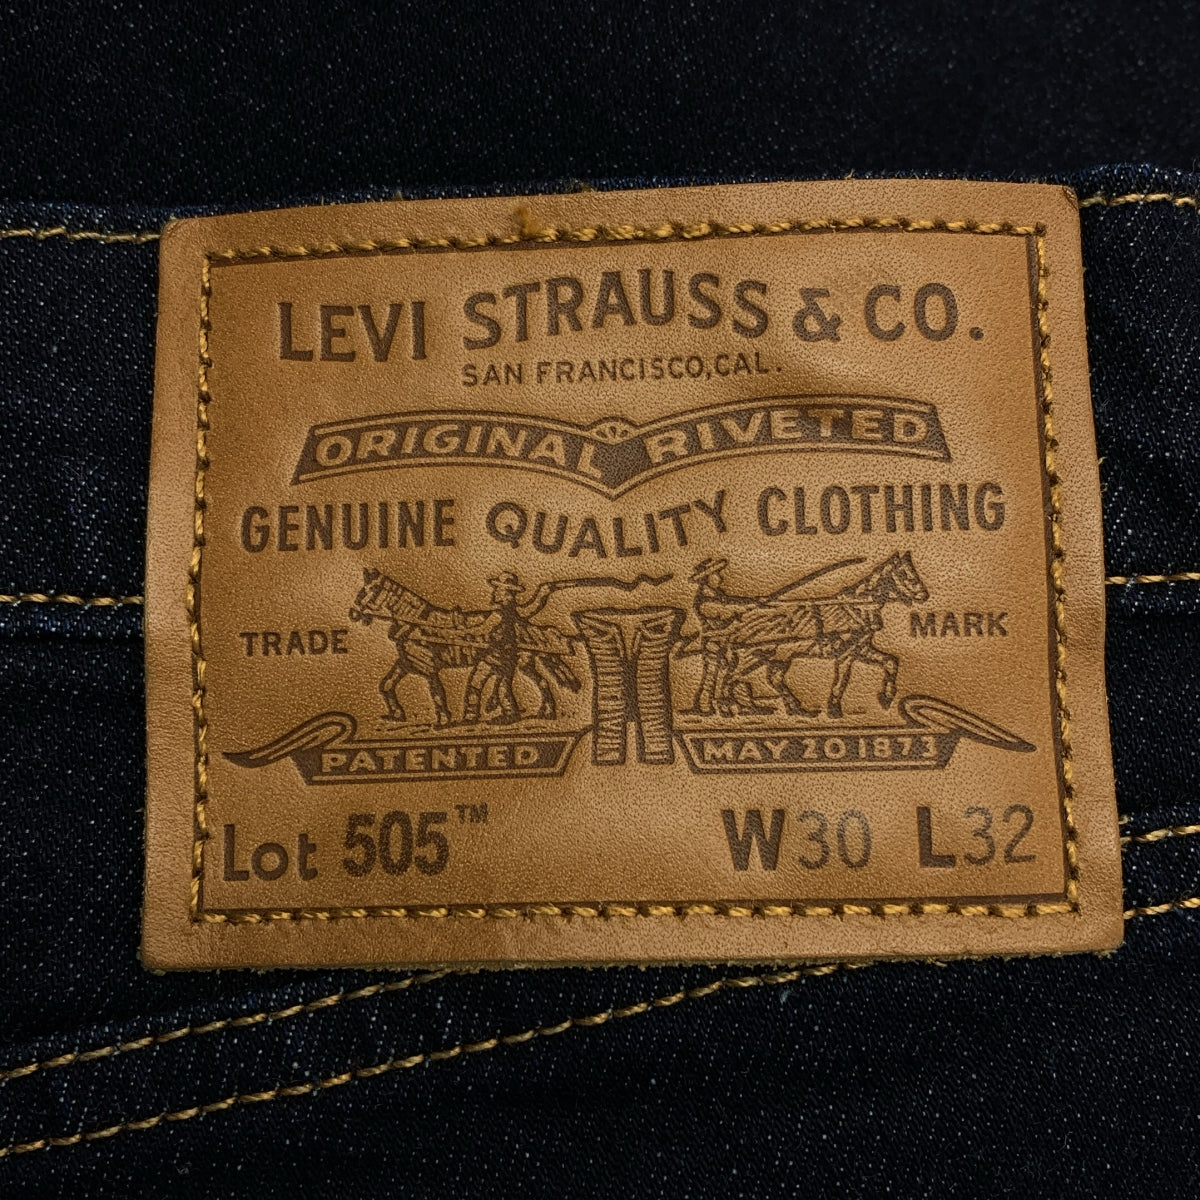 LEVI STRAUSS & CO.
SAN FRANCISCO, CAL.
ORIGINAL RIVETED
GENUINE QUALITY CLOTHING
TRADE MARK
PATENTED MAY 20 1873
Lot 505™ W30 L32